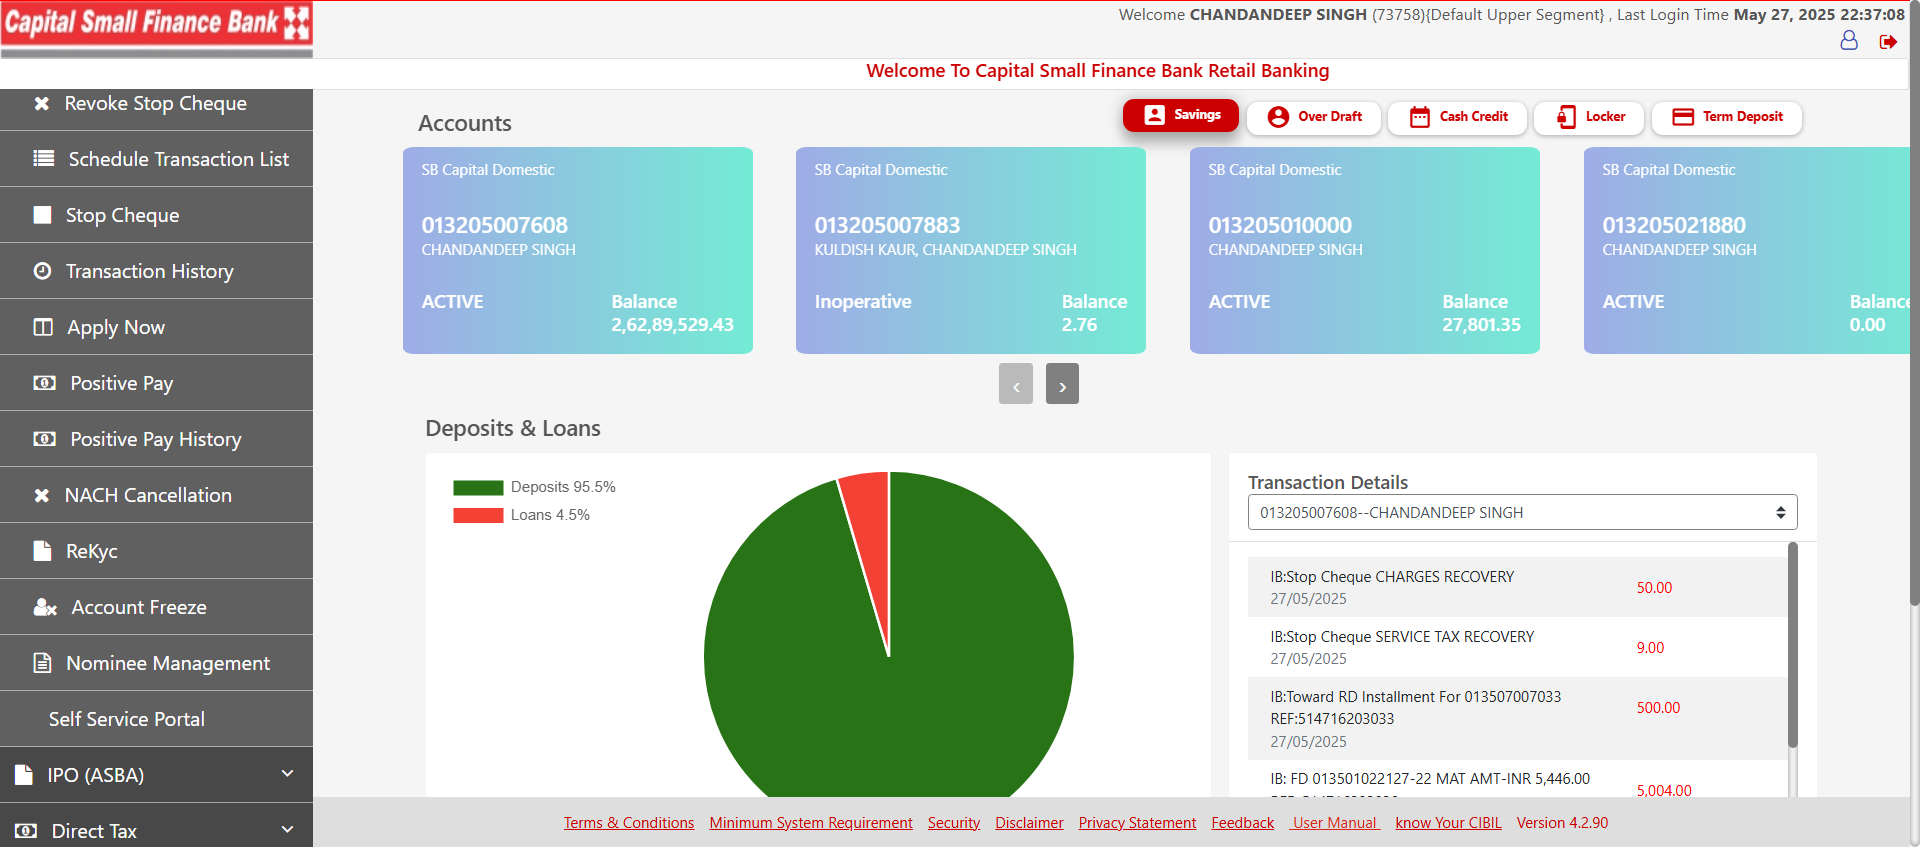 Capital Small Finance Bank
Welcome CHANDANDEEP SINGH (73758){Default Upper Segment} , Last Login Time May 27, 2025 22:37:08
Welcome To Capital Small Finance Bank Retail Banking
Revoke Stop Cheque
Schedule Transaction List
Stop Cheque
Transaction History
Apply Now
Positive Pay
Positive Pay History
NACH Cancellation
ReKyc
Account Freeze
Nominee Management
Self Service Portal
IPO (ASBA)
Direct Tax
Accounts
Savings
Over Draft
Cash Credit
Locker
Term Deposit
SB Capital Domestic
013205007608
CHANDANDEEP SINGH
ACTIVE
Balance
2,62,89,529.43
SB Capital Domestic
013205007883
KULDISH KAUR, CHANDANDEEP SINGH
Inoperative
Balance
2.76
SB Capital Domestic
013205010000
CHANDANDEEP SINGH
ACTIVE
Balance
27,801.35
SB Capital Domestic
013205021880
CHANDANDEEP SINGH
ACTIVE
Balance
0.00
‹
›
Deposits & Loans
Deposits 95.5%
Loans 4.5%
Transaction Details
013205007608--CHANDANDEEP SINGH
IB:Stop Cheque CHARGES RECOVERY
27/05/2025
50.00
IB:Stop Cheque SERVICE TAX RECOVERY
27/05/2025
9.00
IB:Toward RD Installment For 013507007033
REF:514716203033
27/05/2025
500.00
IB: FD 013501022127-22 MAT AMT-INR 5,446.00
5,004.00
Terms & Conditions Minimum System Requirement Security Disclaimer Privacy Statement Feedback User Manual know Your CIBIL Version 4.2.90